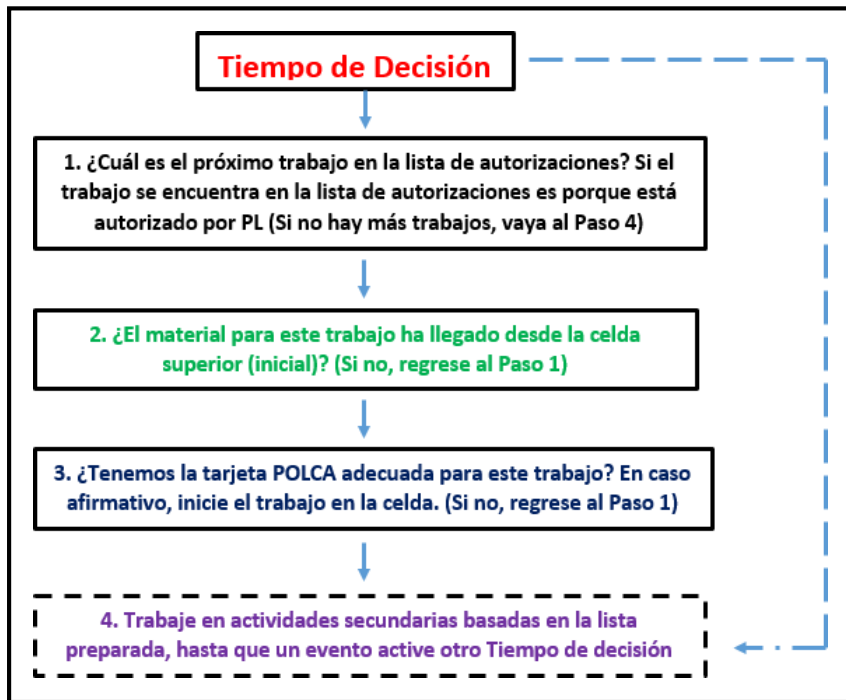 Tiempo de Decisión
1. ¿Cuál es el próximo trabajo en la lista de autorizaciones? Si el
trabajo se encuentra en la lista de autorizaciones es porque está
autorizado por PL (Si no hay más trabajos, vaya al Paso 4)
2. ¿El material para este trabajo ha llegado desde la celda
superior (inicial)? (Si no, regrese al Paso 1)
3. ¿Tenemos la tarjeta POLCA adecuada para este trabajo? En caso
afirmativo, inicie el trabajo en la celda. (Si no, regrese al Paso 1)
4. Trabaje en actividades secundarias basadas en la lista
preparada, hasta que un evento active otro Tiempo de decisión